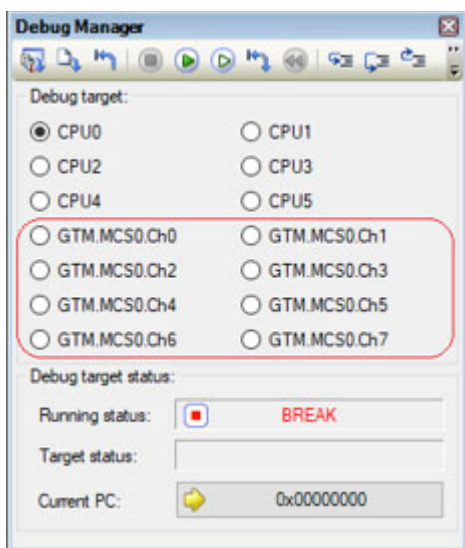 Debug Manager
Debug target:
CPU0 CPU1
CPU2 CPU3
CPU4 CPU5
GTM.MCS0.Ch0 GTM.MCS0.Ch1
GTM.MCS0.Ch2 GTM.MCS0.Ch3
GTM.MCS0.Ch4 GTM.MCS0.Ch5
GTM.MCS0.Ch6 GTM.MCS0.Ch7
Debug target status:
Running status: BREAK
Target status:
Current PC: 0x00000000